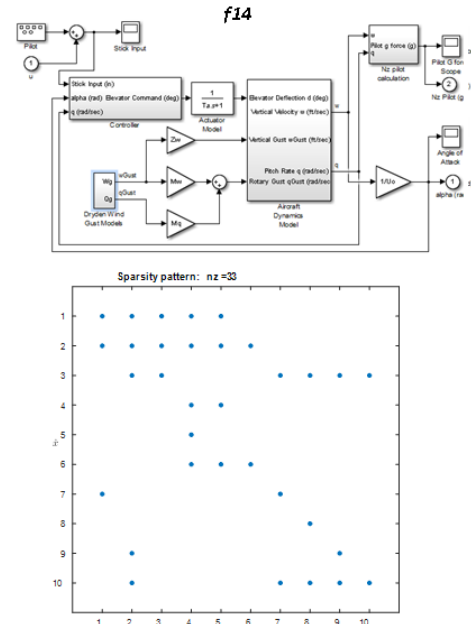 f14
Pilot
1
u
Stick Input
Stick Input (in)
alpha (rad) Elevator Command (deg)
q (rad/sec)
Controller
1
Ta.s+1
Actuator
Model
Elevator Deflection d (deg)
Vertical Velocity w (ft/sec)
Vertical Gust wGust (ft/sec)
Pitch Rate q (rad/sec)
Rotary Gust qGust (rad/sec)
Aircraft
Dynamics
Model
w
q
w
q
Pilot g force (g)
Nz pilot
calculation
Pilot G forc
Scope
2
Nz Pilot (g)
Angle of
Attack
1/Uo
1
alpha (ra
Zw
Mw
Mq
Wg
Qg
wGust
qGust
Dryden Wind
Gust Models
Sparsity pattern: nz =33
1
2
3
4
5
6
7
8
9
10
1 2 3 4 5 6 7 8 9 10